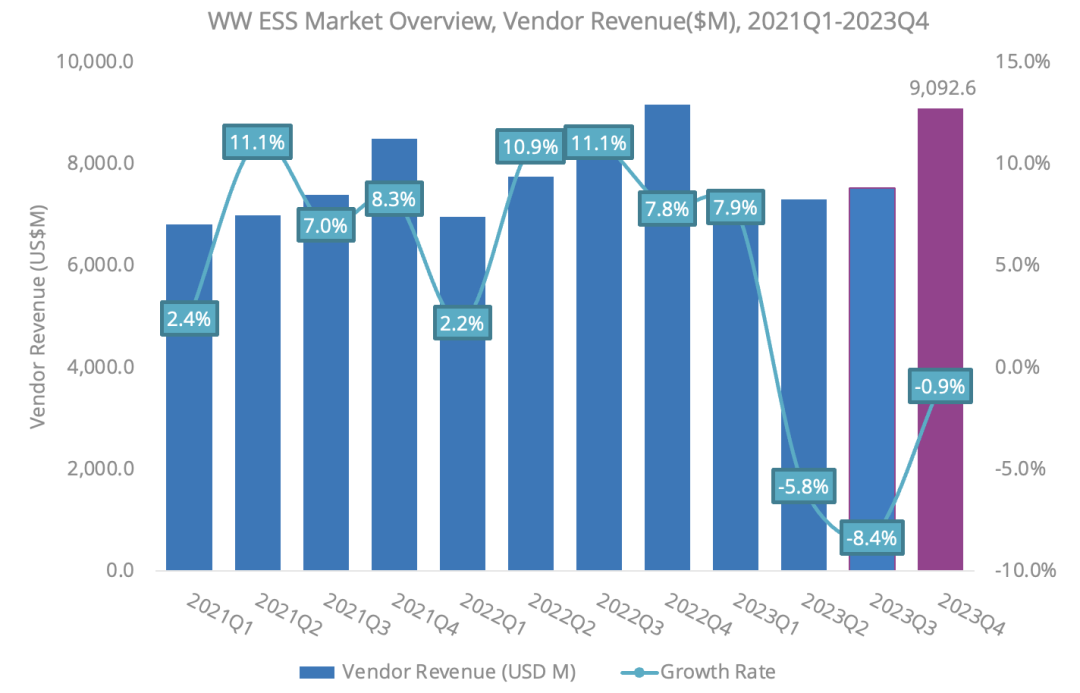 WW ESS Market Overview, Vendor Revenue($M), 2021Q1-2023Q4
10,000.0
8,000.0
6,000.0
4,000.0
2,000.0
0.0
Vendor Revenue (US$M)
15.0%
10.0%
5.0%
0.0%
-5.0%
-10.0%
2.4%
11.1%
7.0%
8.3%
2.2%
10.9%
11.1%
7.8%
7.9%
-5.8%
-8.4%
-0.9%
9,092.6
2021Q1
2021Q2
2021Q3
2021Q4
2022Q1
2022Q2
2022Q3
2022Q4
2023Q1
2023Q2
2023Q3
2023Q4
Vendor Revenue (USD M)
Growth Rate